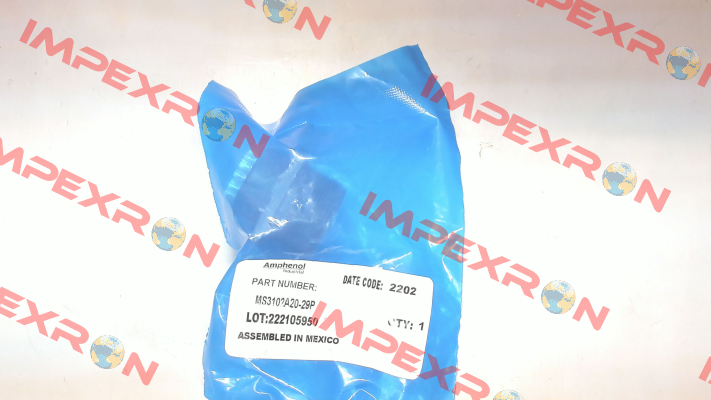 IMPEXRON
IMPEXRON
IMPEXRON
IMPEXRON
IMPEXRON
IMPEXRON
IMPEXRON
Amphenol
Industrial
DATE CODE: 2202
PART NUMBER:
MS3102A20-29P
LOT:222105950
QTY: 1
ASSEMBLED IN MEXICO